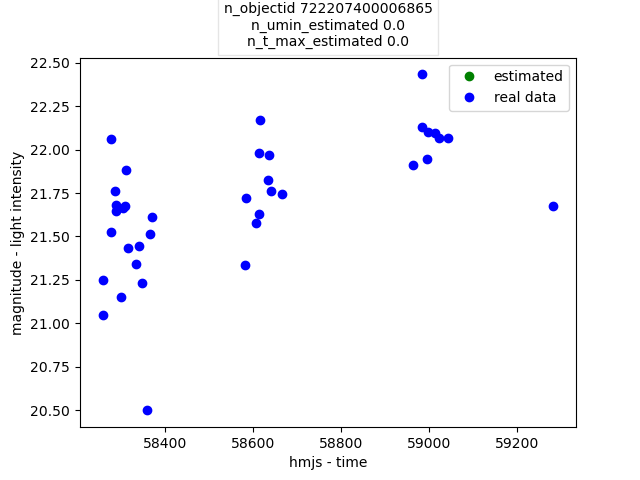 n_objectid 722207400006865
n_umin_estimated 0.0
n_t_max_estimated 0.0
22.50
22.25
22.00
21.75
21.50
21.25
21.00
20.75
20.50
magnitude - light intensity
estimated
real data
58400
58600
58800
59000
59200
hmjs - time